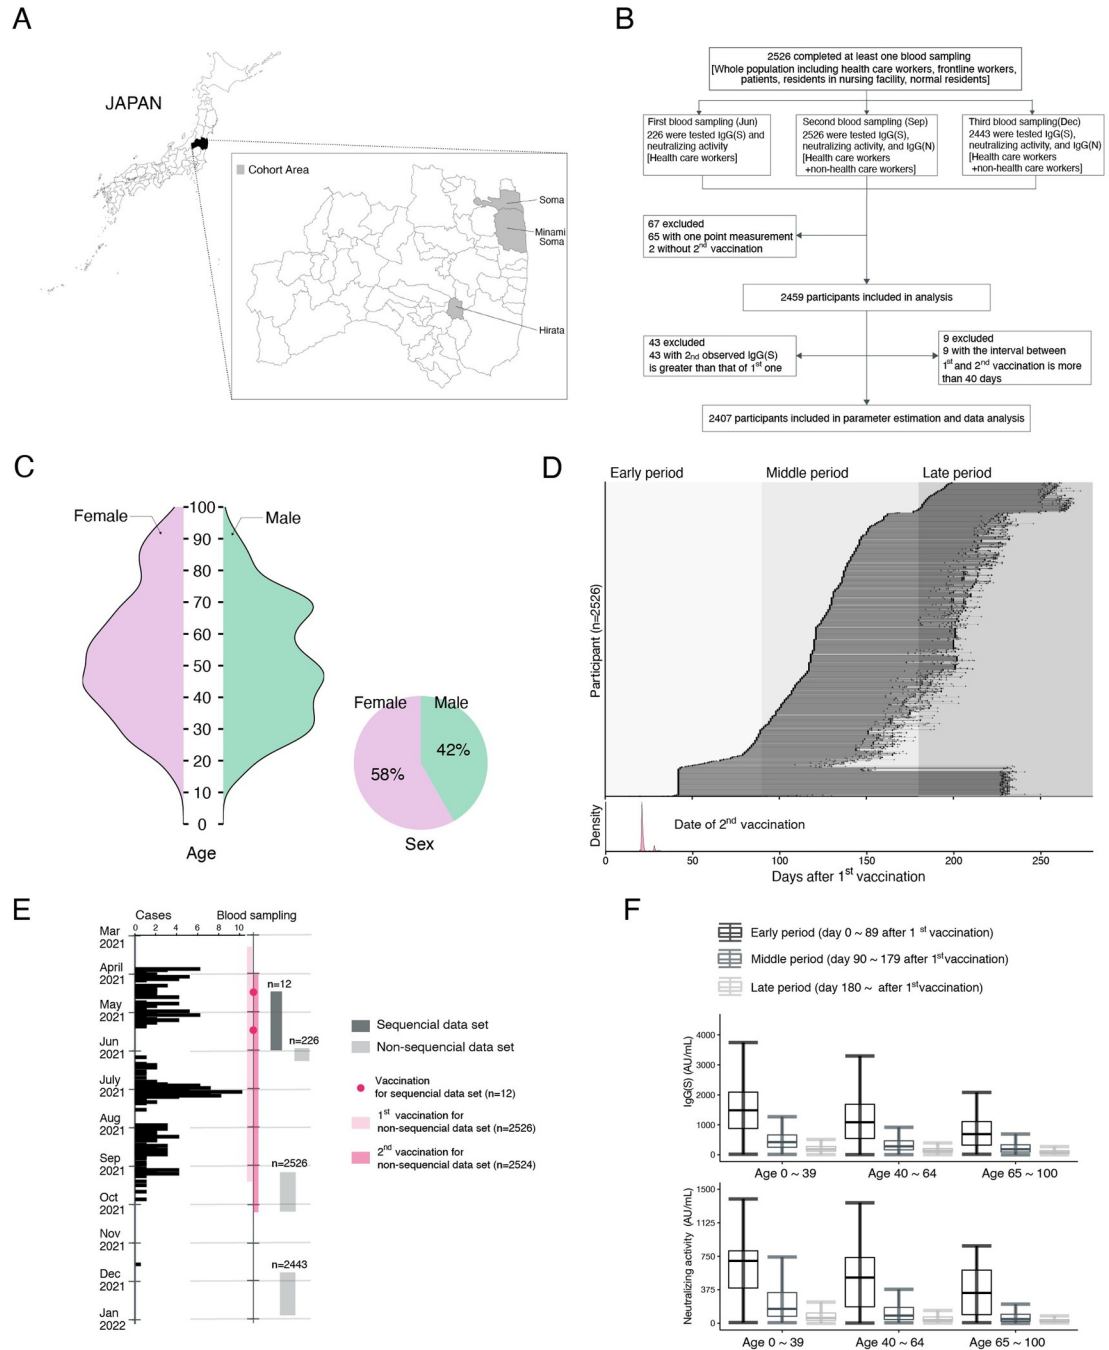 A
JAPAN
Cohort Area
Soma
Minami
Soma
Hirata
B
2526 completed at least one blood sampling
[Whole population including health care workers, frontline workers,
patients, residents in nursing facility, normal residents]
First blood sampling (Jun)
226 were tested IgG(S) and
neutralizing activity
[Health care workers]
Second blood sampling (Sep)
2526 were tested IgG(S),
neutralizing activity, and IgG(N)
[Health care workers
+non-health care workers]
Third blood sampling(Dec)
2443 were tested IgG(S),
neutralizing activity, and IgG(N)
[Health care workers
+non-health care workers]
67 excluded
65 with one point measurement
2 without 2nd vaccination
2459 participants included in analysis
43 excluded
43 with 2nd observed IgG(S)
is greater than that of 1st one
9 excluded
9 with the interval between
1st and 2nd vaccination is more
than 40 days
2407 participants included in parameter estimation and data analysis
C
Female
Male
100
90
80
70
60
50
40
30
20
10
0
Age
Female
Male
58%
42%
Sex
D
Early period
Middle period
Late period
Participant (n=2526)
Density
Date of 2nd vaccination
0
50
100
150
200
250
Days after 1st vaccination
E
Cases
Blood sampling
0
2
4
6
8
10
Mar
2021
April
2021
May
2021
Jun
2021
July
2021
Aug
2021
Sep
2021
Oct
2021
Nov
2021
Dec
2021
Jan
2022
n=12
n=226
n=2526
n=2443
Sequencial data set
Non-sequencial data set
Vaccination
for sequencial data set (n=12)
1st vaccination for
non-sequencial data set (n=2526)
2nd vaccination for
non-sequencial data set (n=2524)
F
Early period (day 0 ~ 89 after 1st vaccination)
Middle period (day 90 ~ 179 after 1st vaccination)
Late period (day 180 ~ after 1st vaccination)
IgG(S) (AU/mL)
4000
3000
2000
1000
0
Age 0 ~ 39
Age 40 ~ 64
Age 65 ~ 100
Neutralizing activity (AU/mL)
1500
1125
750
375
0
Age 0 ~ 39
Age 40 ~ 64
Age 65 ~ 100